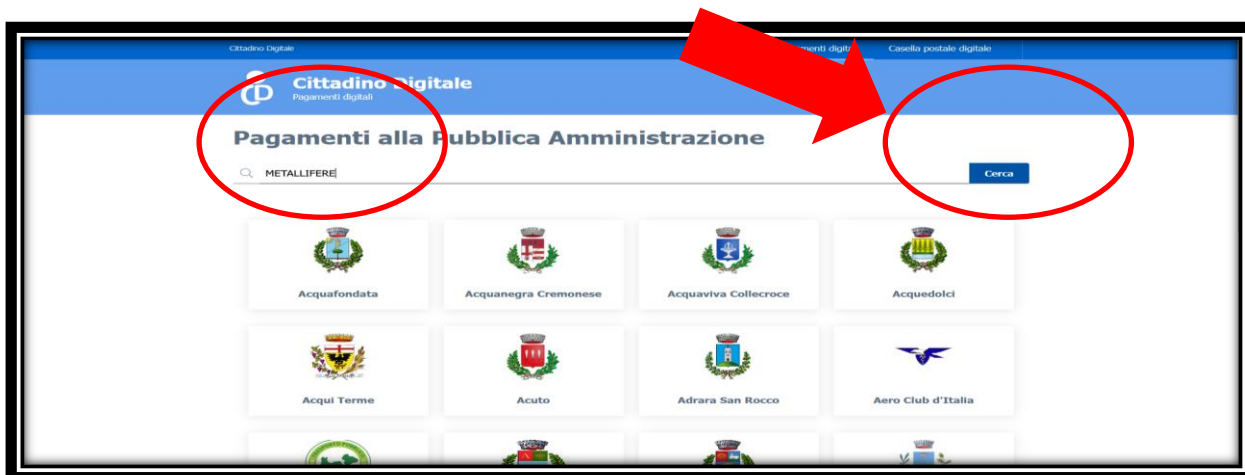 Cittadino Digitale
Casella postale digitale
Cittadino Digitale
Pagamenti digitali
Pagamenti alla Pubblica Amministrazione
METALLIFERE
Cerca
Acquafondata
Acquanegra Cremonese
Acquaviva Collecroce
Acquedolci
Acqui Terme
Acuto
Adrara San Rocco
Aero Club d'Italia